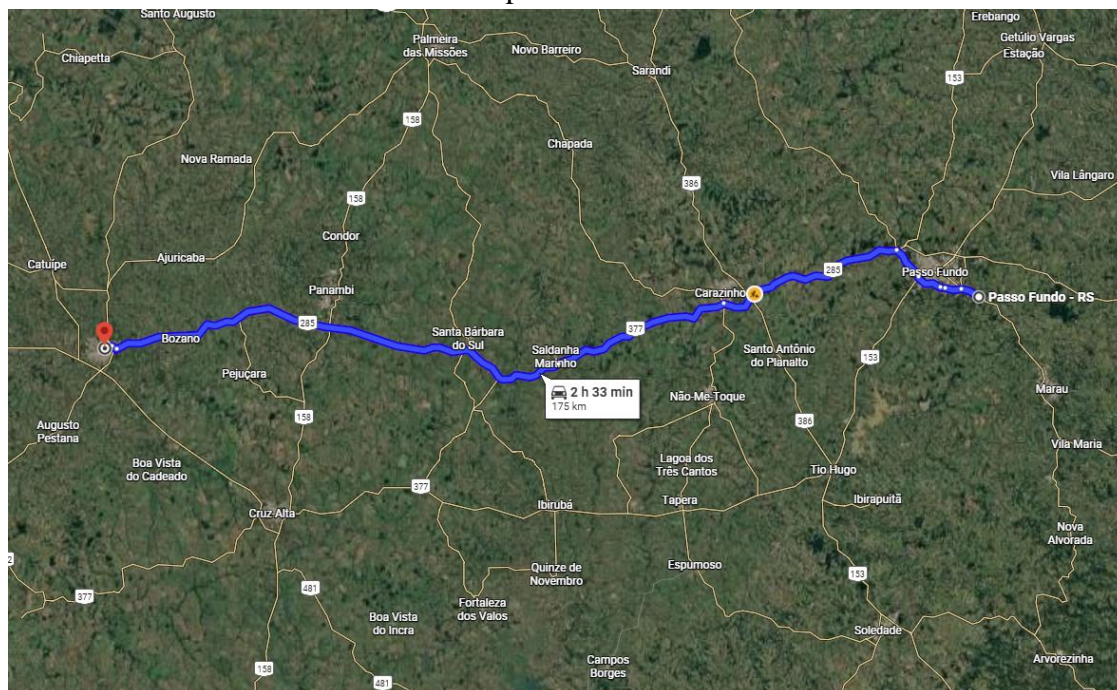 Santo Augusto
Erebango
Getúlio Vargas
Estação
Palmeira
das Missões
Novo Barreiro
Chiapetta
Sarandi
153
158
Chapada
Nova Ramada
386
Vila Lângaro
158
Condor
Ajuricaba
Catuípe
285
Passo Fundo
Panambi
Carazinho
Passo Fundo - RS
285
377
Bozano
Santa Bárbara
do Sul
Saldanha
Marinho
Santo Antônio
do Planalto
153
Pejuçara
2 h 33 min
175 km
Não-Me-Toque
Marau
158
386
Augusto
Pestana
Vila Maria
Boa Vista
do Cadeado
Lagoa dos
Três Cantos
Tio Hugo
377
Ibirubá
Tapera
Ibirapuitã
Cruz Alta
Nova
Alvorada
2
Quinze de
Novembro
Espumoso
153
377
481
Fortaleza
dos Valos
Boa Vista
do Incra
Soledade
158
481
Campos
Borges
Arvorezinha